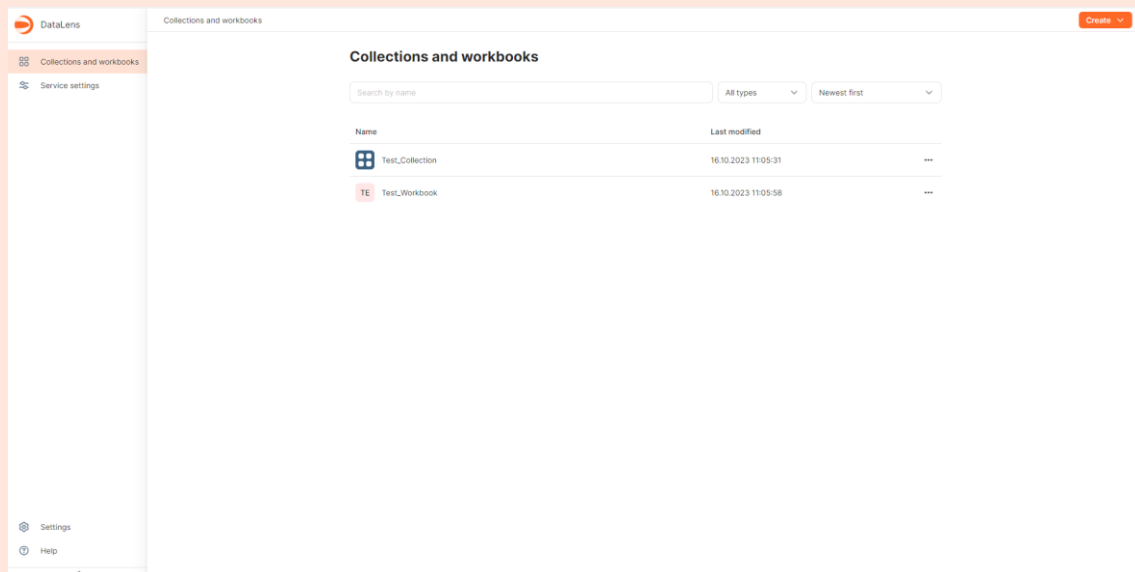 DataLens
Collections and workbooks
Create
Collections and workbooks
Service settings
Collections and workbooks
Search by name
All types
Newest first
Name
Last modified
Test_Collection
16.10.2023 11:05:31
TE
Test_Workbook
16.10.2023 11:05:58
Settings
Help